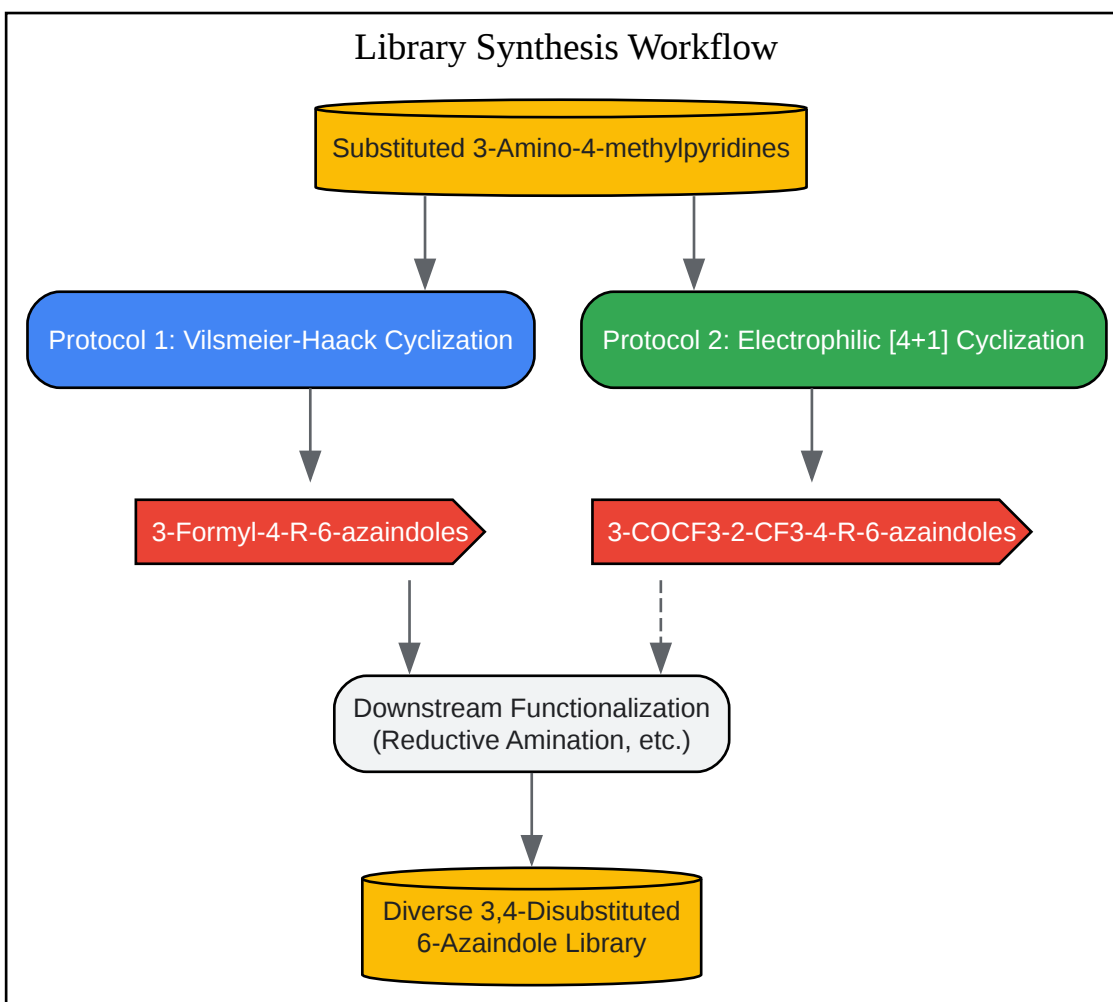 Library Synthesis Workflow
Substituted 3-Amino-4-methylpyridines
Protocol 1: Vilsmeier-Haack Cyclization
Protocol 2: Electrophilic [4+1] Cyclization
3-Formyl-4-R-6-azaindoles
3-COCF3-2-CF3-4-R-6-azaindoles
Downstream Functionalization
(Reductive Amination, etc.)
Diverse 3,4-Disubstituted
6-Azaindole Library